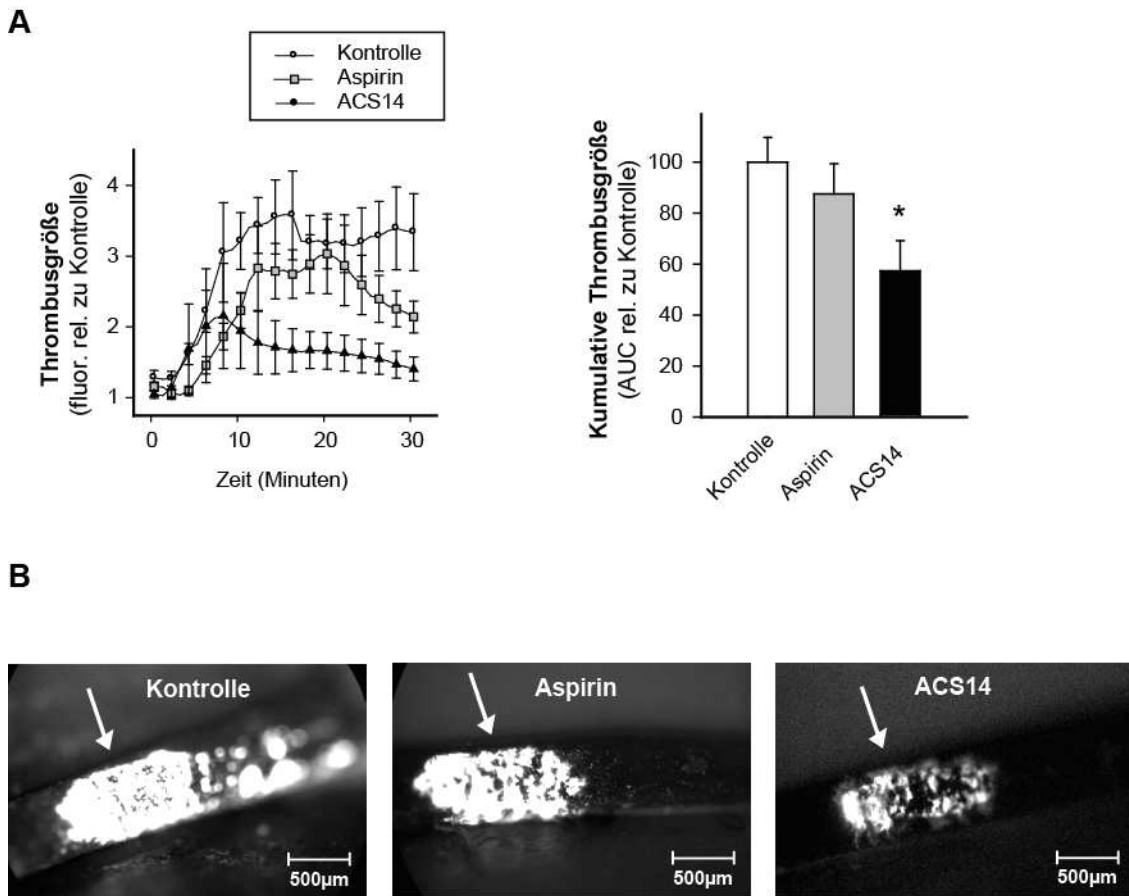 A
Kontrolle
Aspirin
ACS14
Thrombusgröße
(fluor. rel. zu Kontrolle)
4
3
2
1
0
10
20
30
Zeit (Minuten)
Kumulative Thrombusgröße
(AUC rel. zu Kontrolle)
100
80
60
40
20
0
*
Kontrolle
Aspirin
ACS14
B
Kontrolle
500µm
Aspirin
500µm
ACS14
500µm